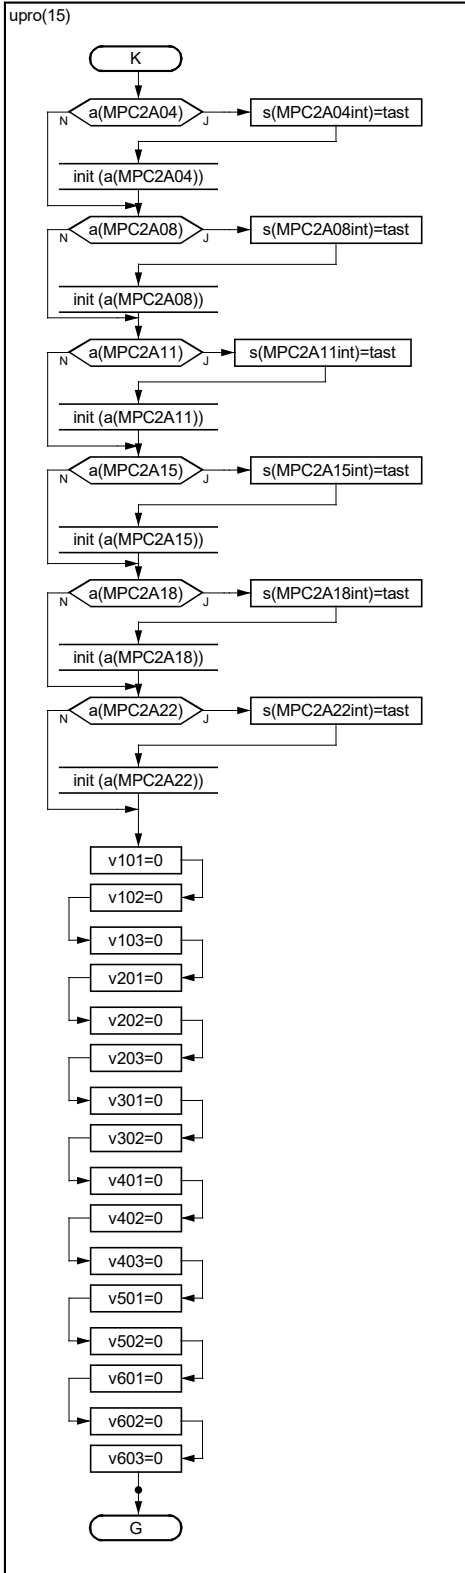 upro(15)
K
a(MPC2A04)
N
J
s(MPC2A04int)=tast
init (a(MPC2A04))
a(MPC2A08)
N
J
s(MPC2A08int)=tast
init (a(MPC2A08))
a(MPC2A11)
N
J
s(MPC2A11int)=tast
init (a(MPC2A11))
a(MPC2A15)
N
J
s(MPC2A15int)=tast
init (a(MPC2A15))
a(MPC2A18)
N
J
s(MPC2A18int)=tast
init (a(MPC2A18))
a(MPC2A22)
N
J
s(MPC2A22int)=tast
init (a(MPC2A22))
v101=0
v102=0
v103=0
v201=0
v202=0
v203=0
v301=0
v302=0
v401=0
v402=0
v403=0
v501=0
v502=0
v601=0
v602=0
v603=0
G